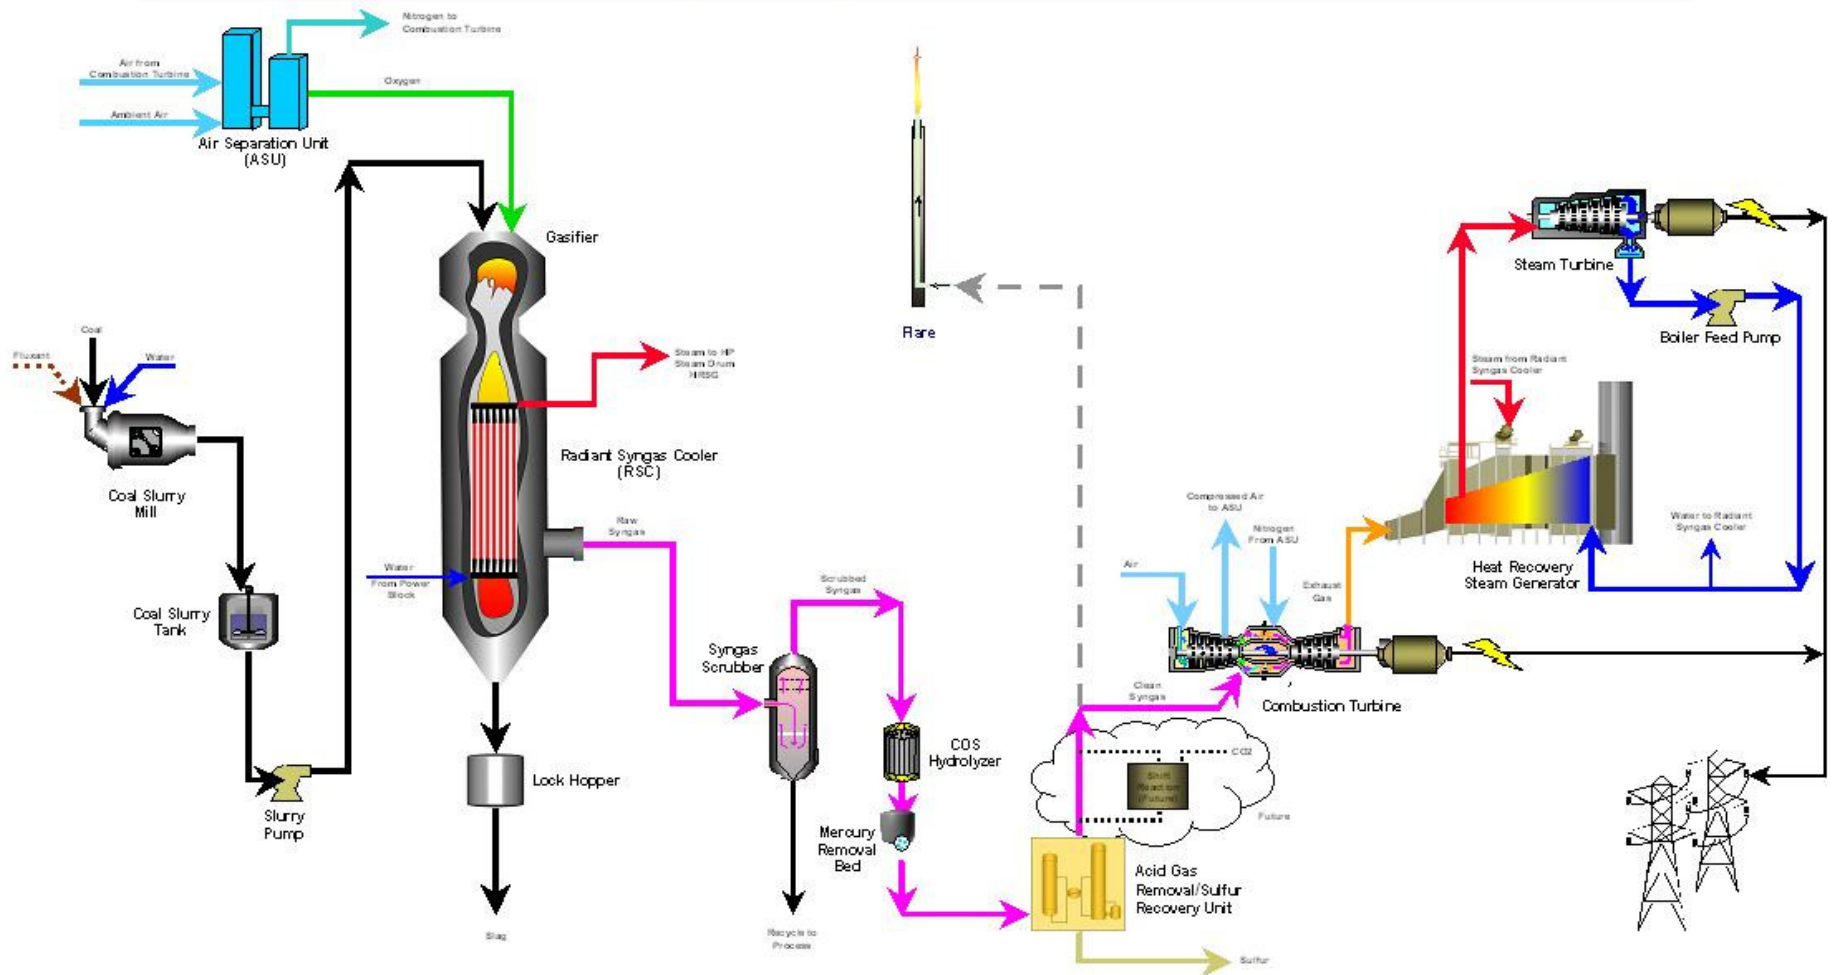 Nitrogen to
Combustion Turbine
Air from
Combustion Turbine
Oxygen
Ambient Air
Air Separation Unit
(ASU)
Gasifier
Steam Turbine
Boiler Feed Pump
Flare
Coal
Fluxant
Water
Steam to HP
Steam Drum
HRSG
Steam from Radiant
Syngas Cooler
Radiant Syngas Cooler
(RSC)
Coal Slurry
Mill
Raw
Syngas
Compressed Air
to ASU
Nitrogen
From ASU
Water to Radiant
Syngas Cooler
Air
Exhaust
Gas
Heat Recovery
Steam Generator
Water
From Power
Block
Scrubbed
Syngas
Coal Slurry
Tank
Syngas
Scrubber
Clean
Syngas
Combustion Turbine
COS
Hydrolyzer
CO2
Shift
Reaction
(Future)
Future
Lock Hopper
Slurry
Pump
Mercury
Removal
Bed
Acid Gas
Removal/Sulfur
Recovery Unit
Slag
Recycle to
Process
Sulfur